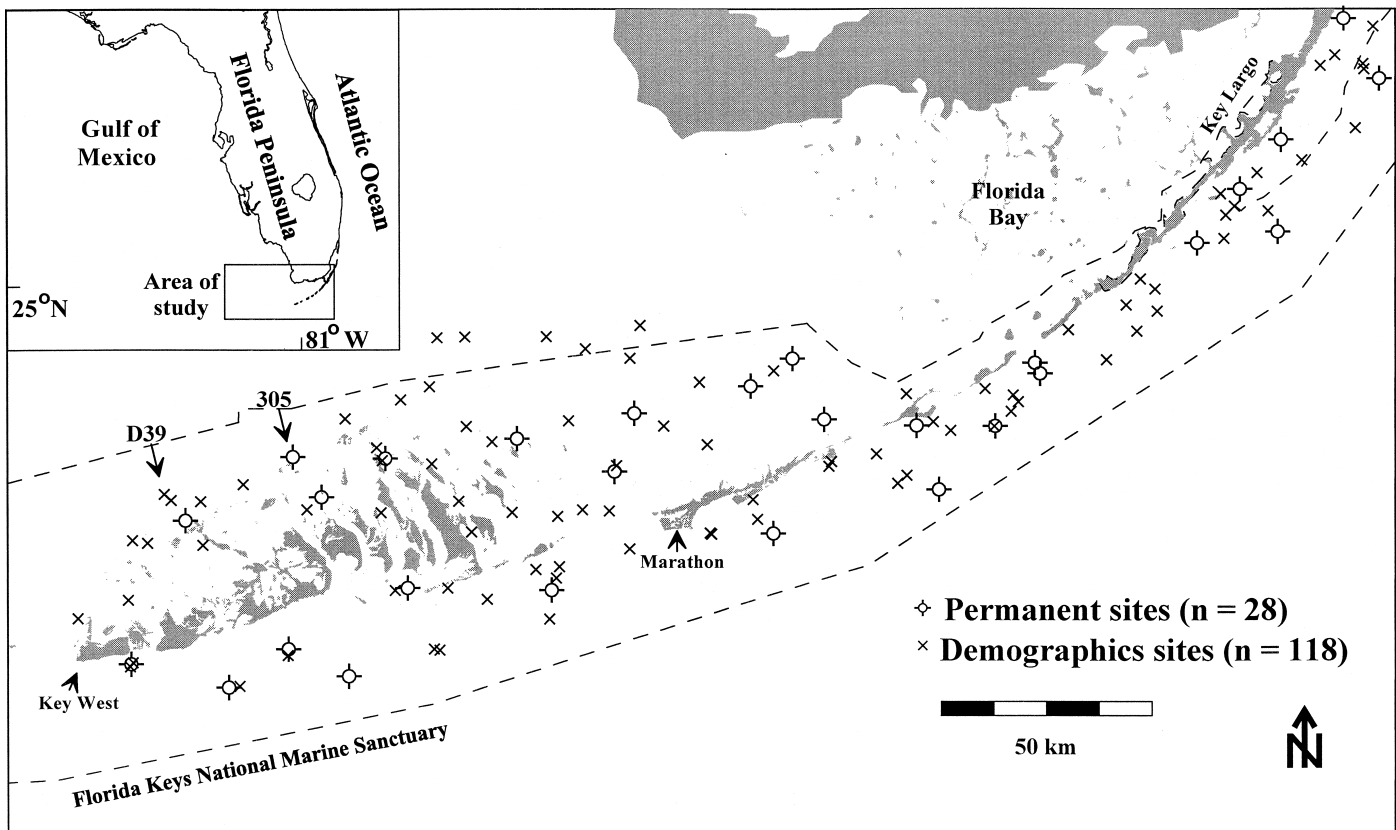 Gulf of
Mexico
Florida Peninsula
Atlantic Ocean
Area of
study
25°N
81° W
Key Largo
Florida
Bay
305
D39
Marathon
Key West
Florida Keys National Marine Sanctuary
Permanent sites (n = 28)
Demographics sites (n = 118)
50 km
N